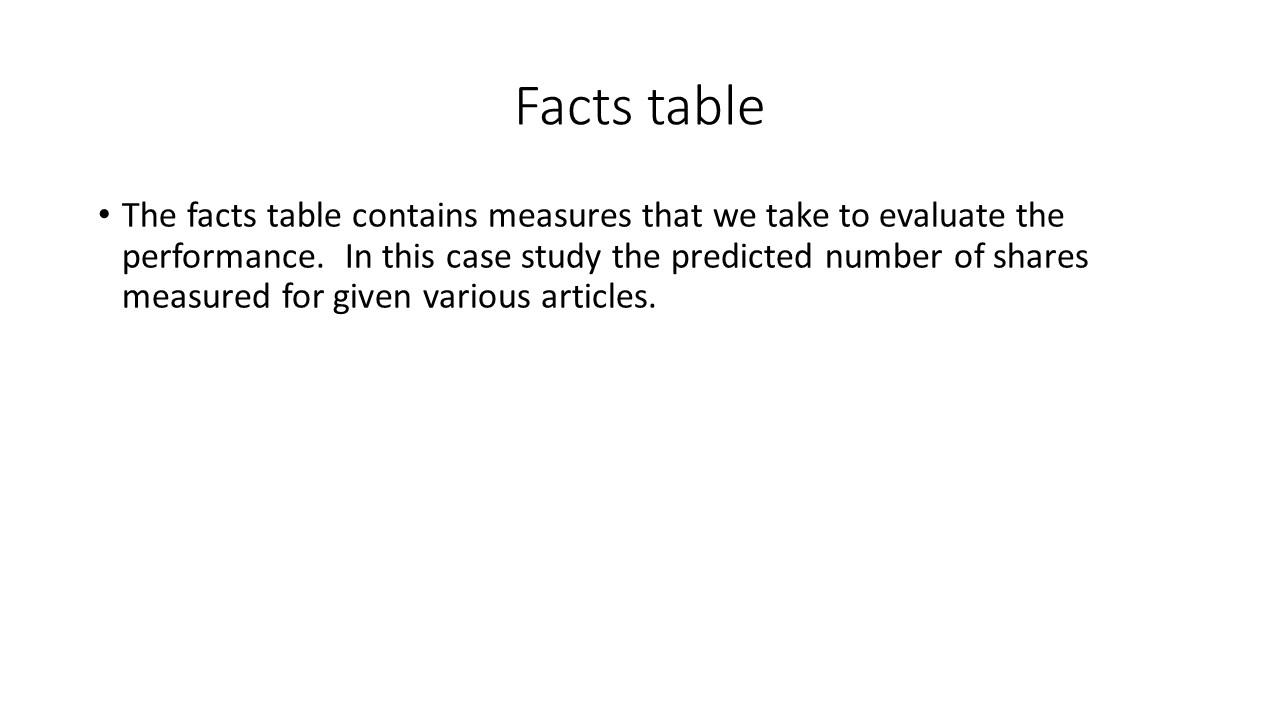 Facts table
• The facts table contains measures that we take to evaluate the
performance.  In this case study the predicted number of shares
measured for given various articles.